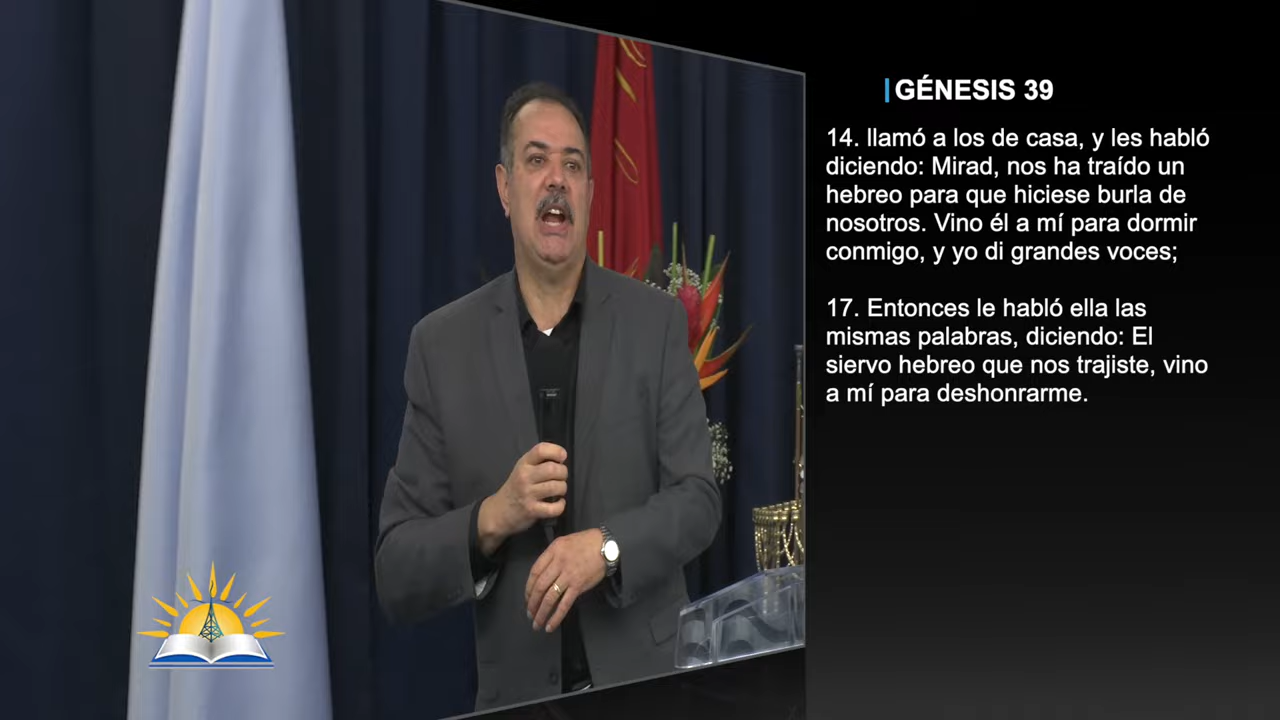 GÉNESIS 39
14. llamó a los de casa, y les habló
diciendo: Mirad, nos ha traído un
hebreo para que hiciese burla de
nosotros. Vino él a mí para dormir
conmigo, y yo di grandes voces;
17. Entonces le habló ella las
mismas palabras, diciendo: El
siervo hebreo que nos trajiste, vino
a mí para deshonrarme.